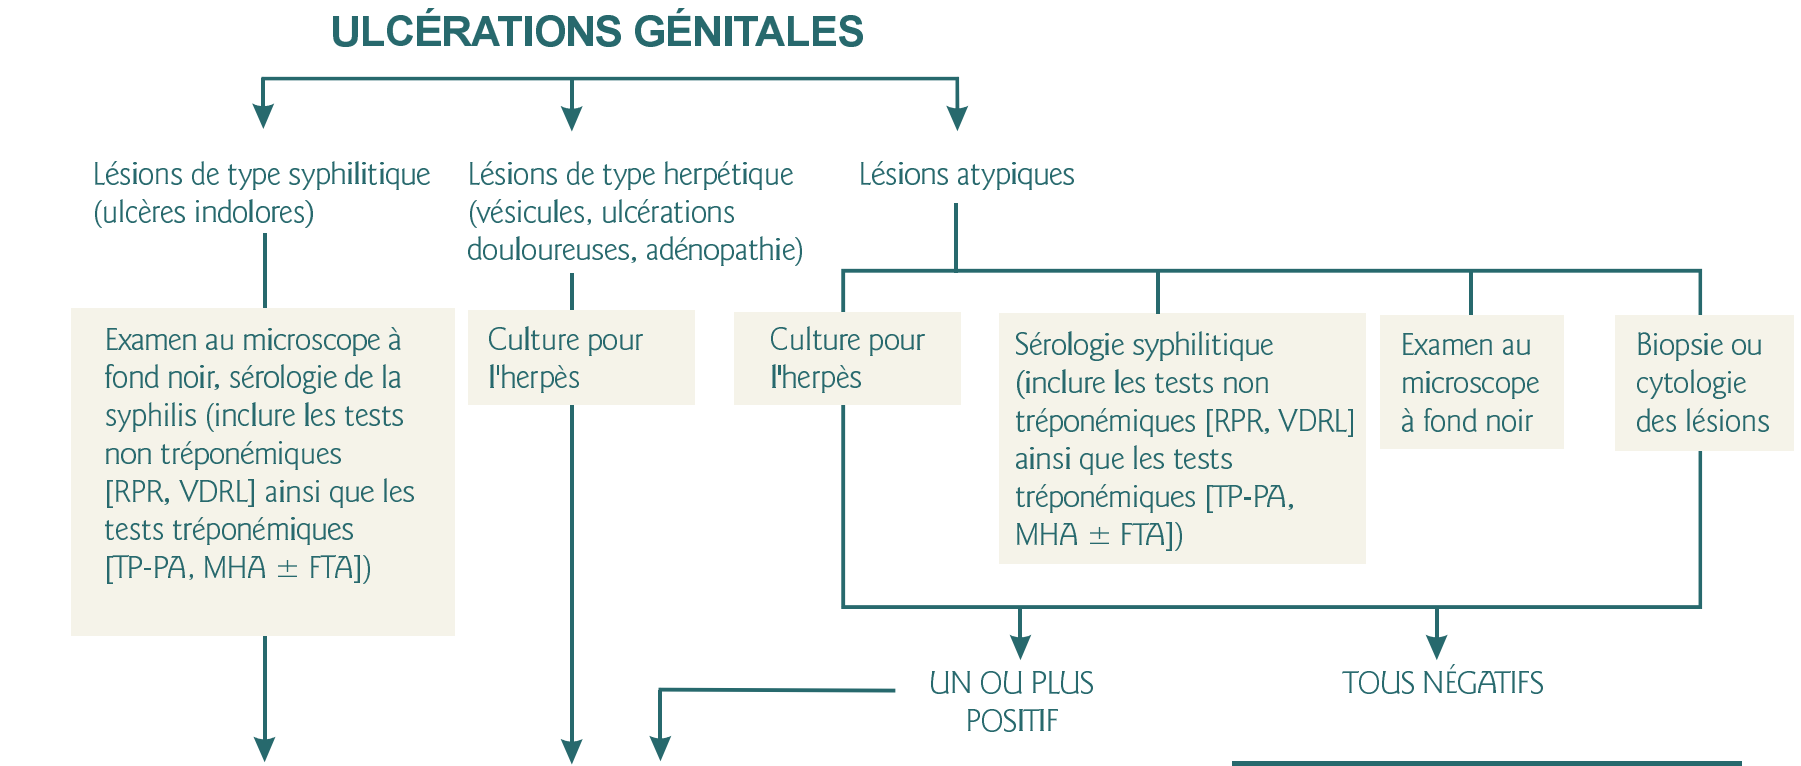 ULCÉRATIONS GÉNITALES
Lésions de type syphilitique
(ulcères indolores)
Lésions de type herpétique
(vésicules, ulcérations
douloureuses, adénopathie)
Lésions atypiques
Examen au microscope à
fond noir, sérologie de la
syphilis (inclure les tests
non tréponémiques
[RPR, VDRL] ainsi que les
tests tréponémiques
[TP-PA, MHA ± FTA])
Culture pour
l'herpès
Culture pour
l'herpès
Sérologie syphilitique
(inclure les tests non
tréponémiques [RPR, VDRL]
ainsi que les tests
tréponémiques [TP-PA,
MHA ± FTA])
Examen au
microscope
à fond noir
Biopsie ou
cytologie
des lésions
UN OU PLUS
POSITIF
TOUS NÉGATIFS